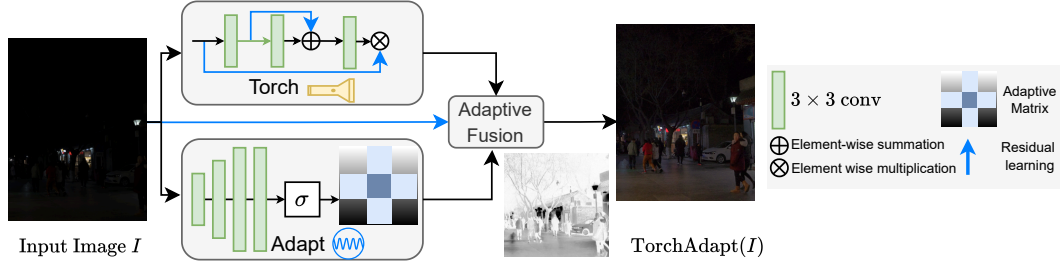 Torch
Input Image I
σ
Adapt
Adaptive
Fusion
TorchAdapt(I)
3 × 3 conv
Adaptive
Matrix
Element-wise summation
Element wise multiplication
Residual
learning